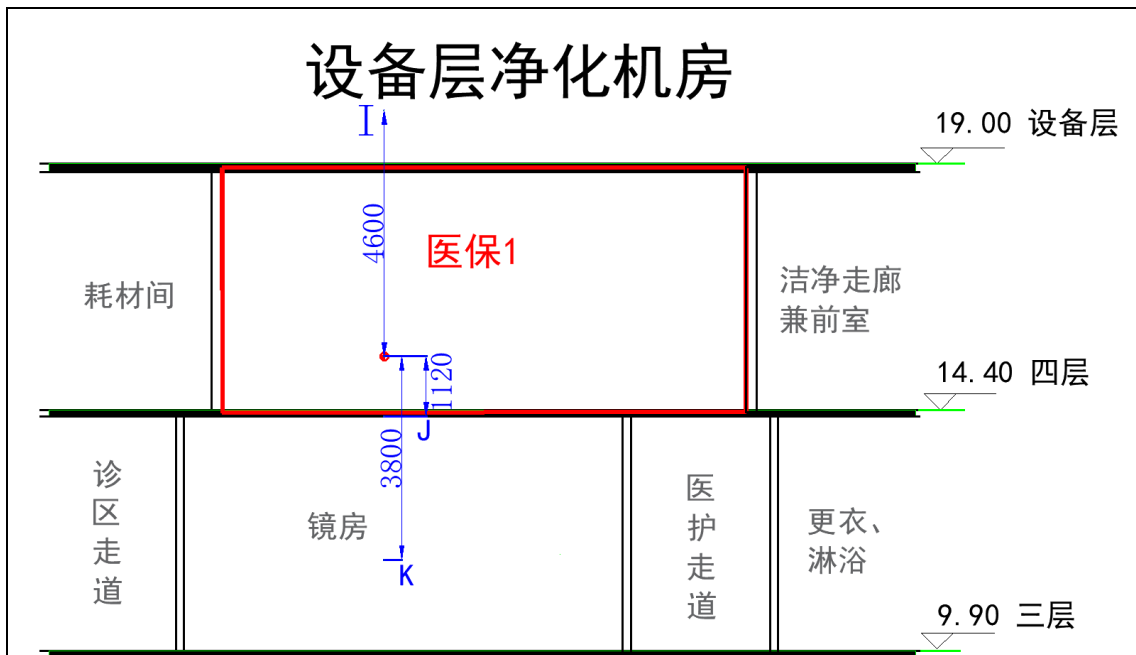 设备层净化机房
I
19.00 设备层
4600
医保1
耗材间
洁净走廊
兼前室
1120
14.40 四层
J
3800
诊区走道
镜房
医护走道
更衣、
淋浴
K
9.90 三层